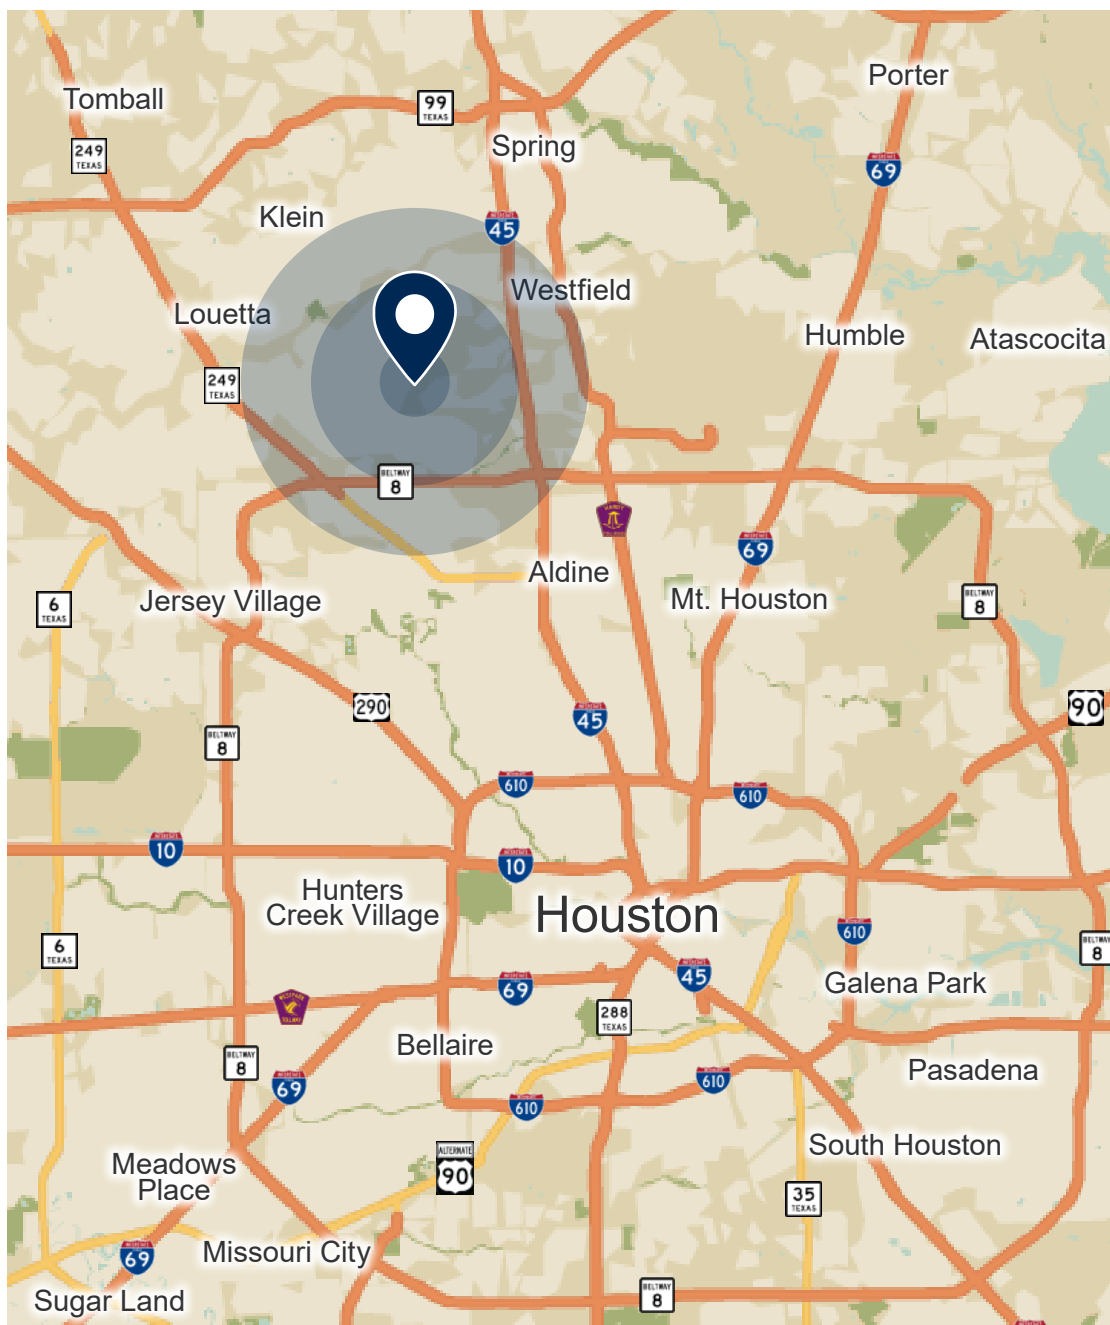 Porter
Tomball
99
TEXAS
249
TEXAS
Spring
69
Klein
45
Westfield
Louetta
Humble
Atascocita
249
TEXAS
BELTWAY
8
HARDY
69
Aldine
BELTWAY
8
Jersey Village
Mt. Houston
6
TEXAS
290
90
45
BELTWAY
8
610
610
10
10
Hunters
Creek Village
Houston
610
6
TEXAS
BELTWAY
8
45
69
Galena Park
WESTPARK
TOLLWAY
288
TEXAS
Bellaire
BELTWAY
8
69
Pasadena
610
610
South Houston
ALTERNATE
90
Meadows
Place
35
TEXAS
Missouri City
69
Sugar Land
BELTWAY
8